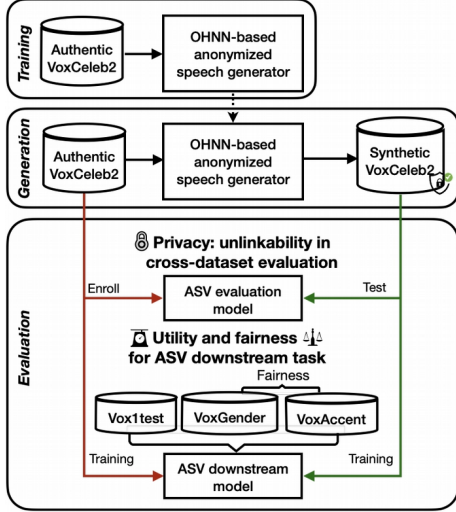 Training
Authentic
VoxCeleb2
OHNN-based
anonymized
speech generator
Generation
Authentic
VoxCeleb2
OHNN-based
anonymized
speech generator
Synthetic
VoxCeleb2
Evaluation
Privacy: unlinkability in
cross-dataset evaluation
Enroll
ASV evaluation
model
Test
Utility and fairness
for ASV downstream task
Fairness
Vox1test
VoxGender
VoxAccent
Training
ASV downstream
model
Training